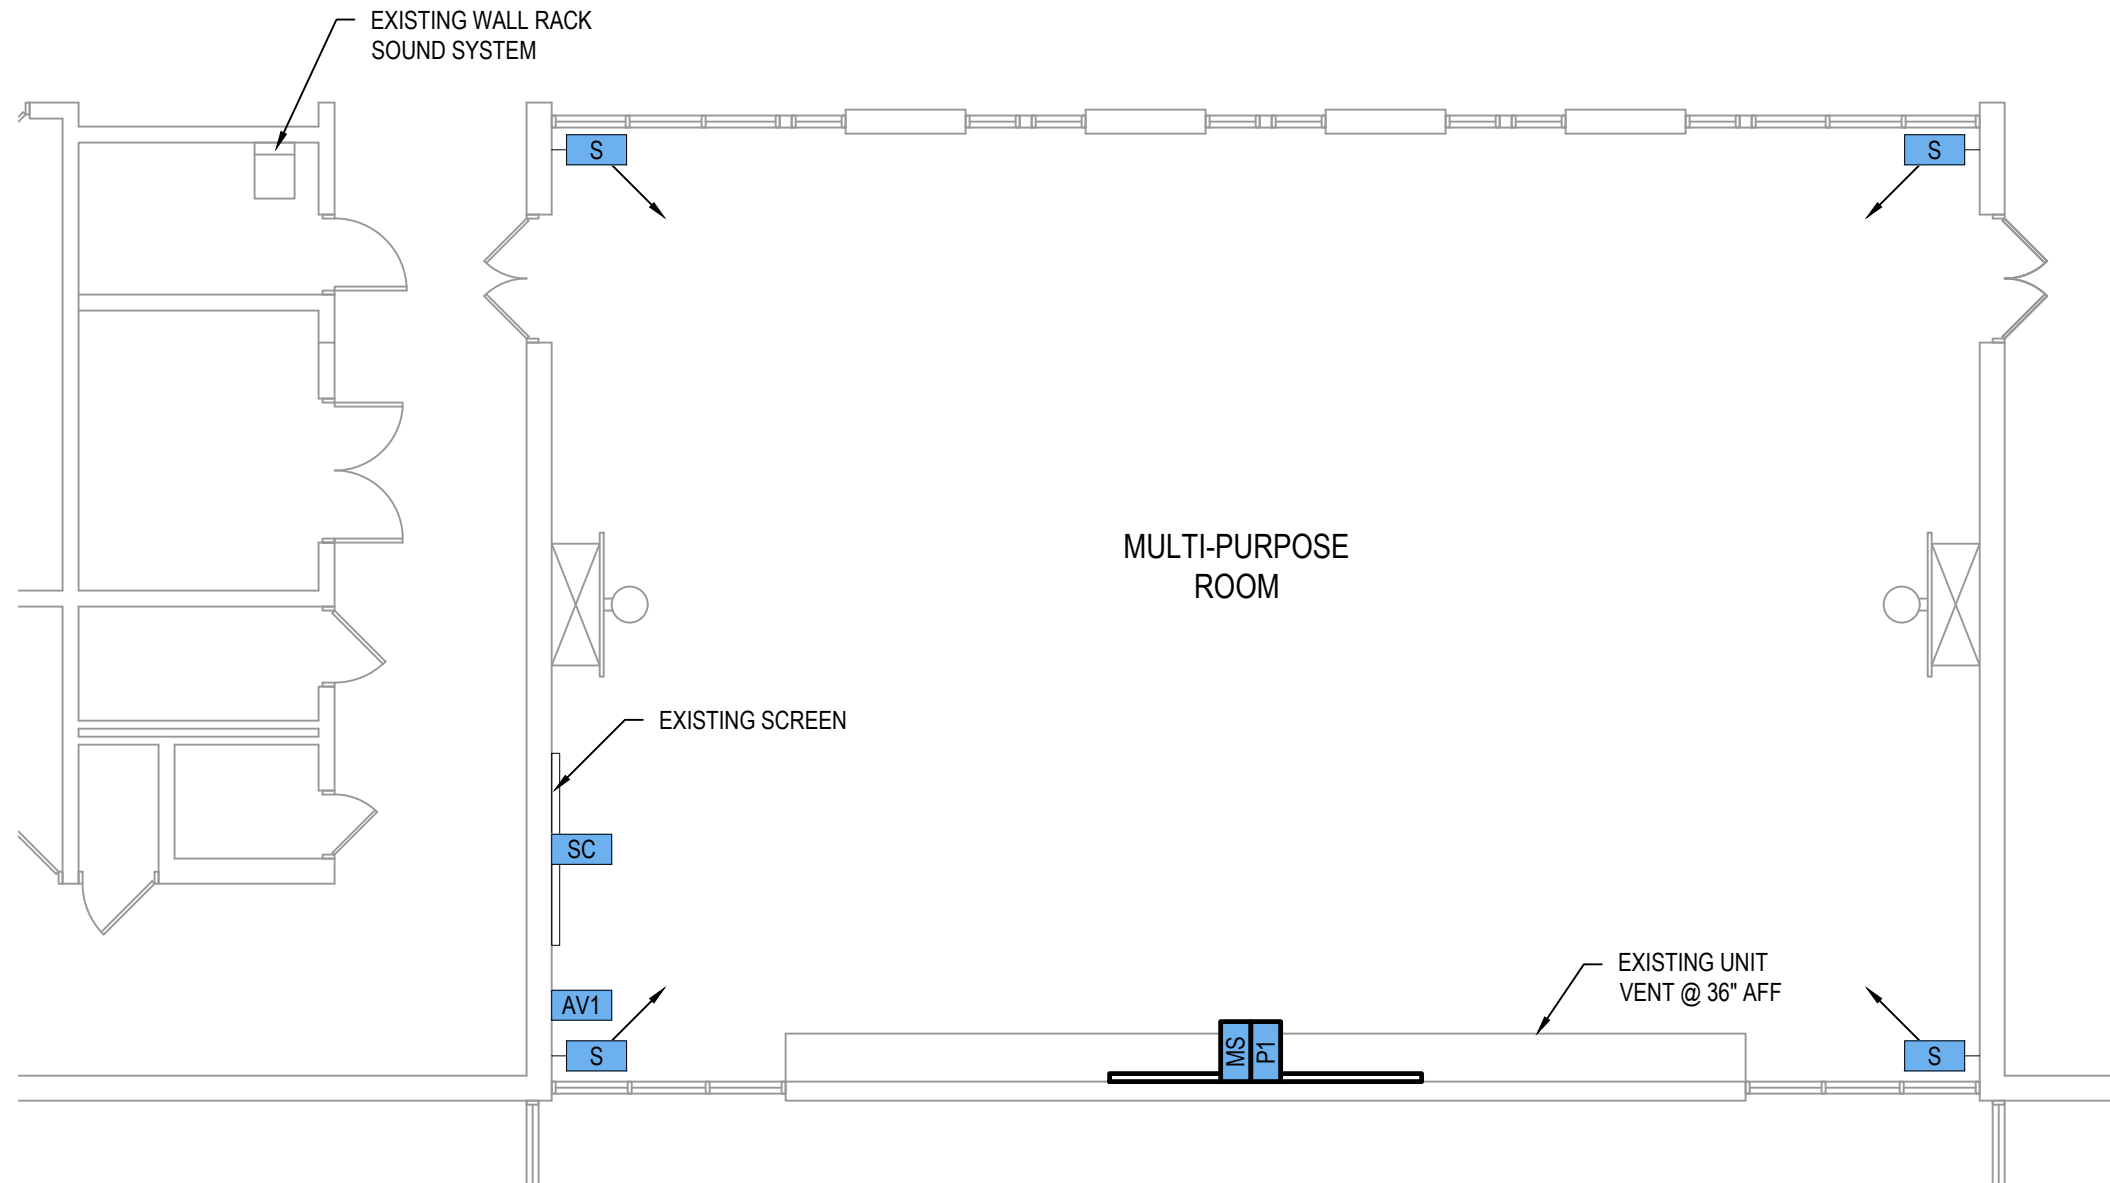 EXISTING WALL RACK
SOUND SYSTEM
S
S
MULTI-PURPOSE
ROOM
EXISTING SCREEN
SC
EXISTING UNIT
VENT @ 36" AFF
AV1
S
MS
P1
S